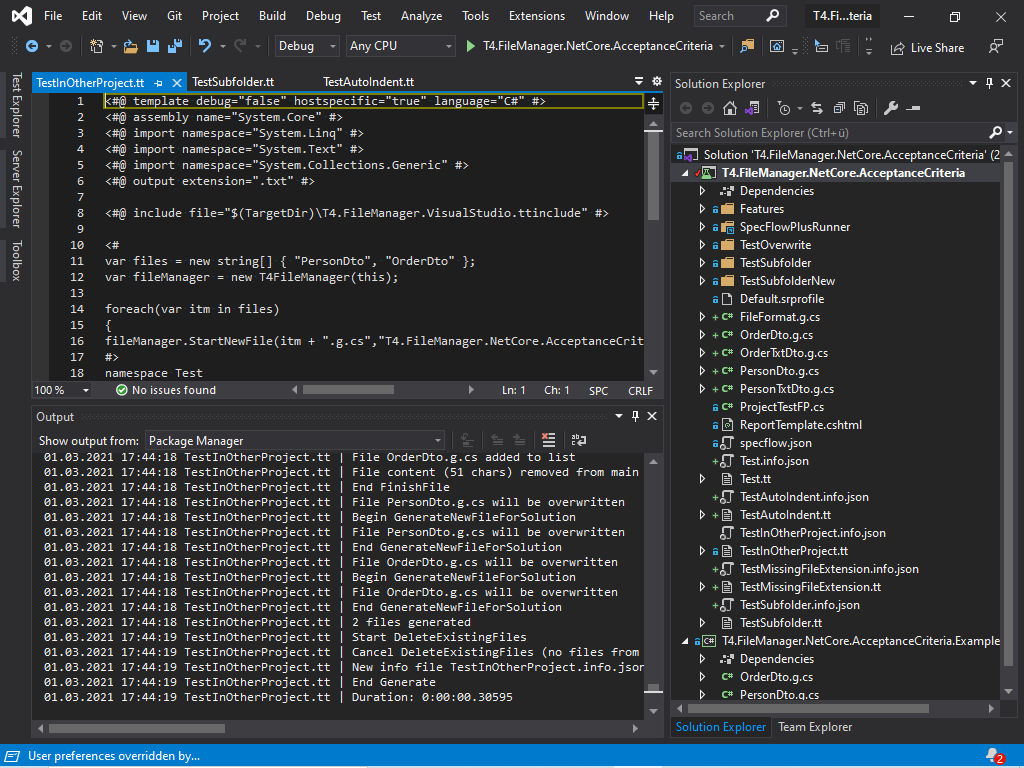 File Edit View Git Project Build Debug Test Analyze Tools Extensions Window Help Search T4.Fi...teria
Debug Any CPU T4.FileManager.NetCore.AcceptanceCriteria Live Share
Test Explorer
Server Explorer
Toolbox
TestInOtherProject.tt TestSubfolder.tt TestAutoIndent.tt
1 <#@ template debug="false" hostspecific="true" language="C#" #>
2 <#@ assembly name="System.Core" #>
3 <#@ import namespace="System.Linq" #>
4 <#@ import namespace="System.Text" #>
5 <#@ import namespace="System.Collections.Generic" #>
6 <#@ output extension=".txt" #>
7
8 <#@ include file="$(TargetDir)\T4.FileManager.VisualStudio.ttinclude" #>
9
10 <#
11 var files = new string[] { "PersonDto", "OrderDto" };
12 var fileManager = new T4FileManager(this);
13
14 foreach(var itm in files)
15 {
16 fileManager.StartNewFile(itm + ".g.cs","T4.FileManager.NetCore.AcceptanceCrit
17 #>
18 namespace Test
100 % No issues found Ln: 1 Ch: 1 SPC CRLF
Output
Show output from: Package Manager
01.03.2021 17:44:18 TestInOtherProject.tt | File OrderDto.g.cs added to list
01.03.2021 17:44:18 TestInOtherProject.tt | File content (51 chars) removed from main
01.03.2021 17:44:18 TestInOtherProject.tt | End FinishFile
01.03.2021 17:44:18 TestInOtherProject.tt | File PersonDto.g.cs will be overwritten
01.03.2021 17:44:18 TestInOtherProject.tt | Begin GenerateNewFileForSolution
01.03.2021 17:44:18 TestInOtherProject.tt | File PersonDto.g.cs will be overwritten
01.03.2021 17:44:18 TestInOtherProject.tt | End GenerateNewFileForSolution
01.03.2021 17:44:18 TestInOtherProject.tt | File OrderDto.g.cs will be overwritten
01.03.2021 17:44:18 TestInOtherProject.tt | Begin GenerateNewFileForSolution
01.03.2021 17:44:18 TestInOtherProject.tt | File OrderDto.g.cs will be overwritten
01.03.2021 17:44:18 TestInOtherProject.tt | End GenerateNewFileForSolution
01.03.2021 17:44:18 TestInOtherProject.tt | 2 files generated
01.03.2021 17:44:19 TestInOtherProject.tt | Start DeleteExistingFiles
01.03.2021 17:44:19 TestInOtherProject.tt | Cancel DeleteExistingFiles (no files from
01.03.2021 17:44:19 TestInOtherProject.tt | New info file TestInOtherProject.info.json
01.03.2021 17:44:19 TestInOtherProject.tt | End Generate
01.03.2021 17:44:19 TestInOtherProject.tt | Duration: 0:00:00.30595
Solution Explorer
Search Solution Explorer (Ctrl+ü)
Solution 'T4.FileManager.NetCore.AcceptanceCriteria' (2
T4.FileManager.NetCore.AcceptanceCriteria
Dependencies
Features
SpecFlowPlusRunner
TestOverwrite
TestSubfolder
TestSubfolderNew
Default.srprofile
C# FileFormat.g.cs
C# OrderDto.g.cs
C# OrderTxtDto.g.cs
C# PersonDto.g.cs
C# PersonTxtDto.g.cs
C# ProjectTestFP.cs
ReportTemplate.cshtml
specflow.json
Test.info.json
Test.tt
TestAutoIndent.info.json
TestAutoIndent.tt
TestInOtherProject.info.json
TestInOtherProject.tt
TestMissingFileExtension.info.json
TestMissingFileExtension.tt
TestSubfolder.info.json
TestSubfolder.tt
C# T4.FileManager.NetCore.AcceptanceCriteria.Example
Dependencies
C# OrderDto.g.cs
C# PersonDto.g.cs
Solution Explorer Team Explorer
User preferences overridden by... 2